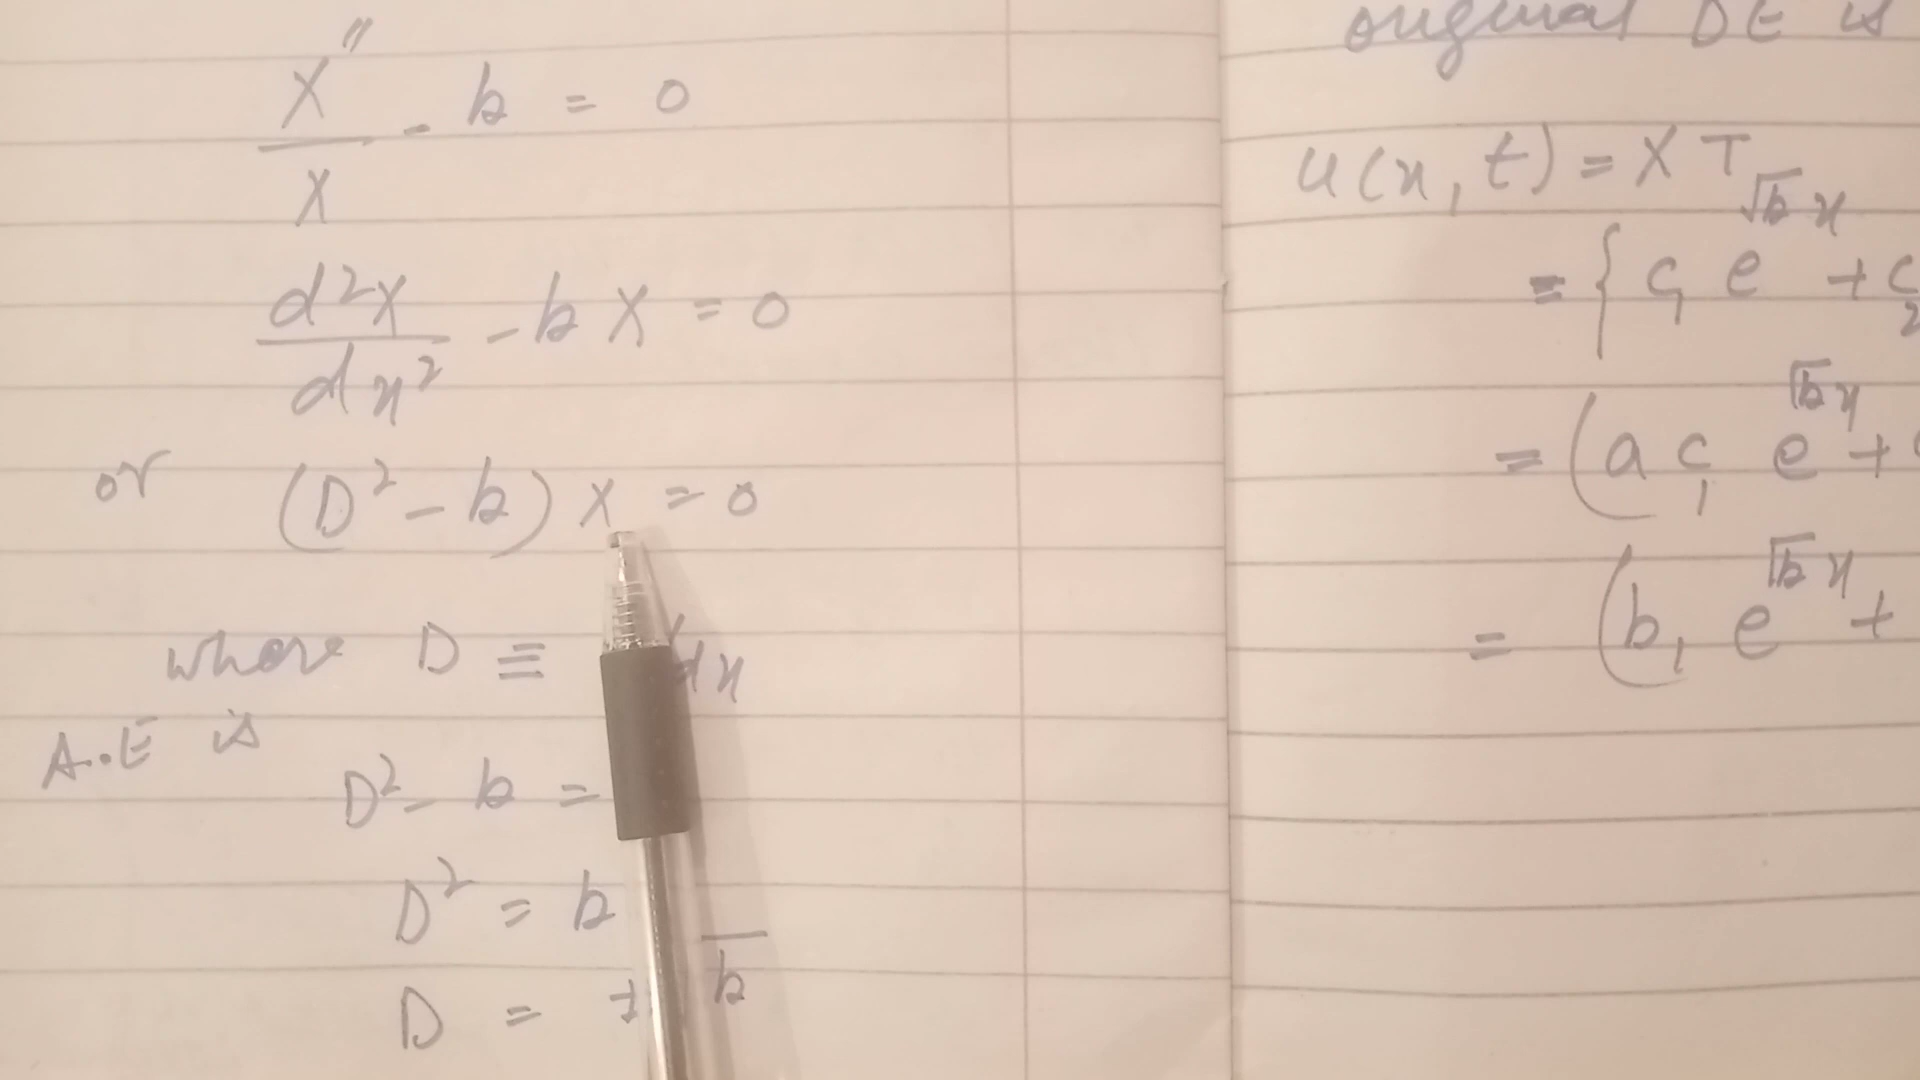 X''/X - b = 0
d²X/dx² - bX = 0
or (D² - b) X = 0
where D ≡ dx
A.E is
D² - b =
D² = b
D = ± √b
original DE is
u(x, t) = X T
= { c₁ e^√b x + c₂
= (a c₁ e^√b x +
= (b₁ e^√b x +